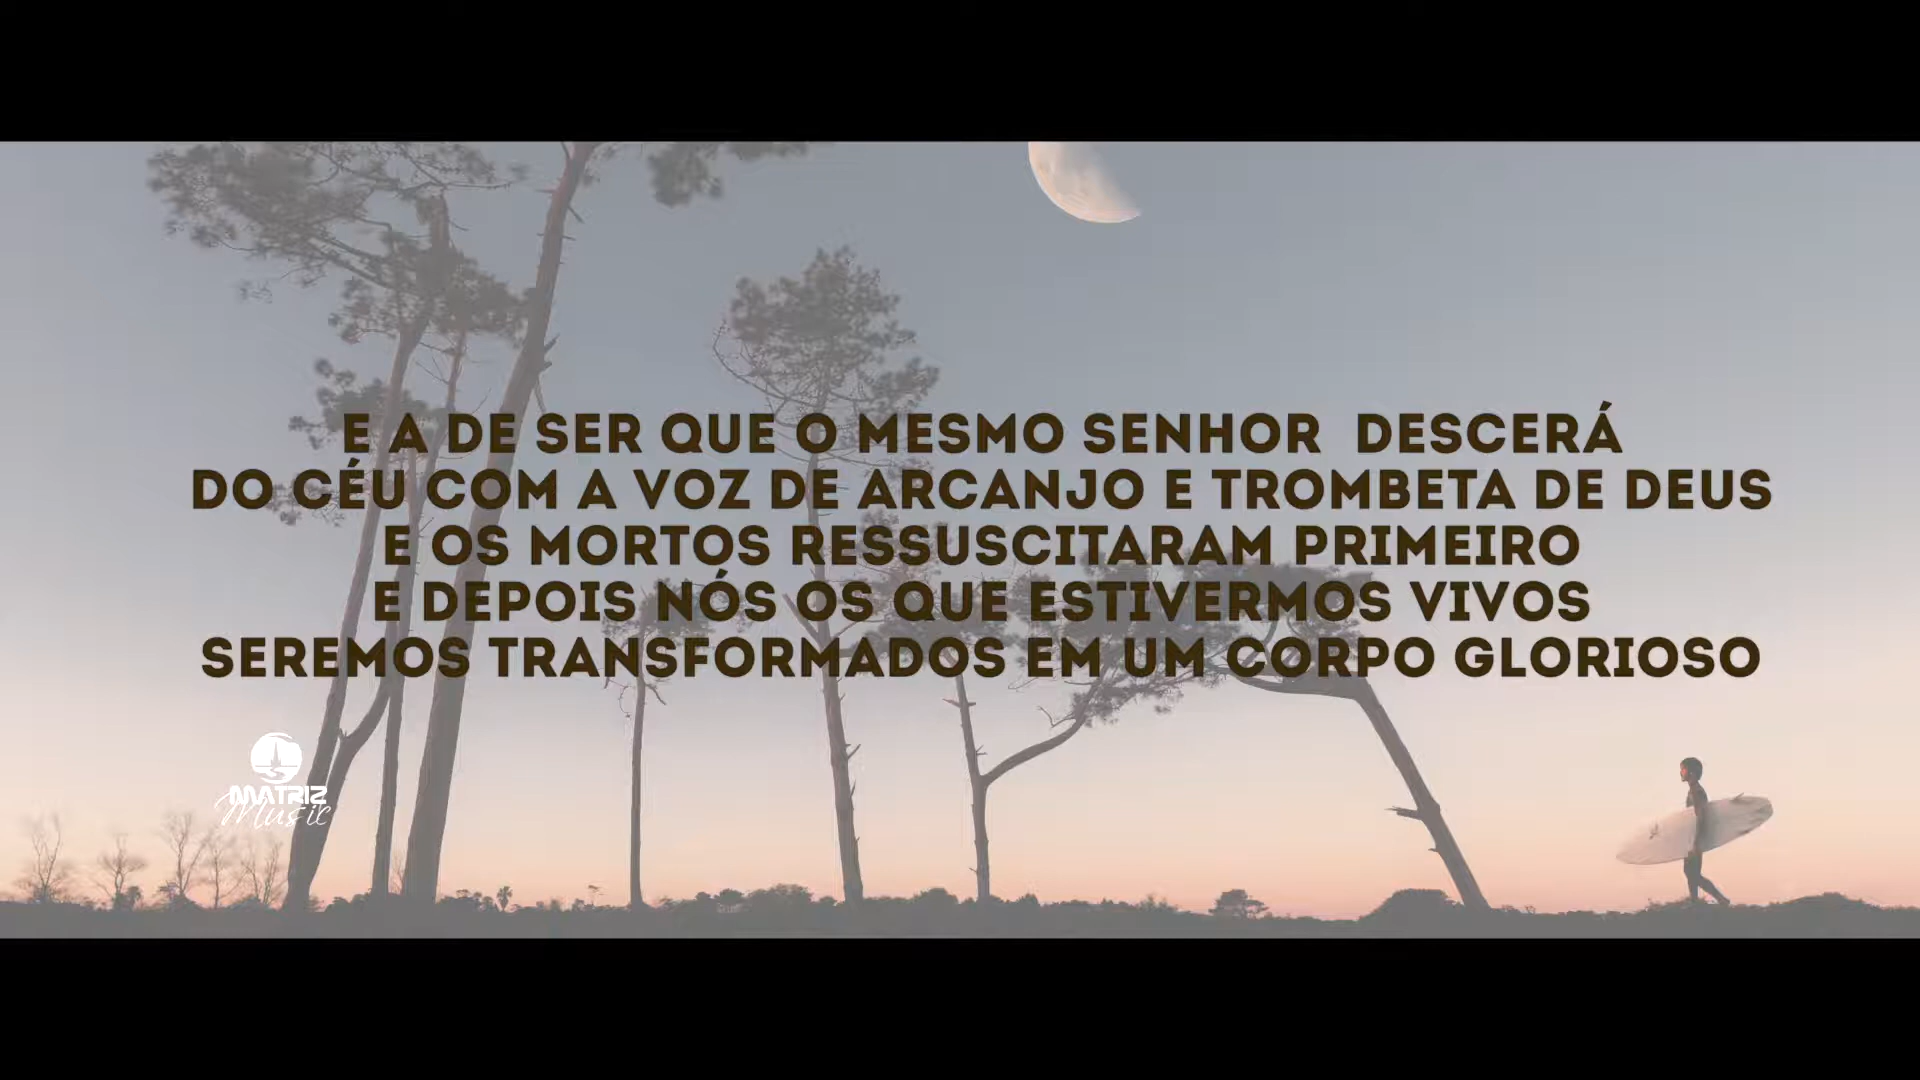 E A DE SER QUE O MESMO SENHOR DESCERÁ
DO CÉU COM A VOZ DE ARCANJO E TROMBETA DE DEUS
E OS MORTOS RESSUSCITARAM PRIMEIRO
E DEPOIS NÓS OS QUE ESTIVERMOS VIVOS
SEREMOS TRANSFORMADOS EM UM CORPO GLORIOSO
MATRIZ
Music